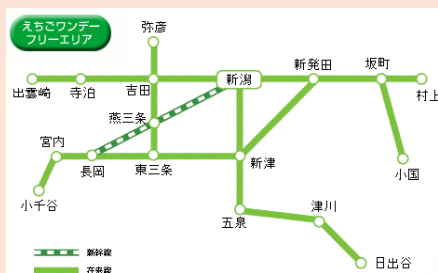 えちごワンデー
フリーエリア
弥彦
出雲崎
寺泊
吉田
新潟
新発田
坂町
村上
燕三条
宮内
長岡
東三条
新津
小国
小千谷
五泉
津川
日出谷
新幹線
在来線